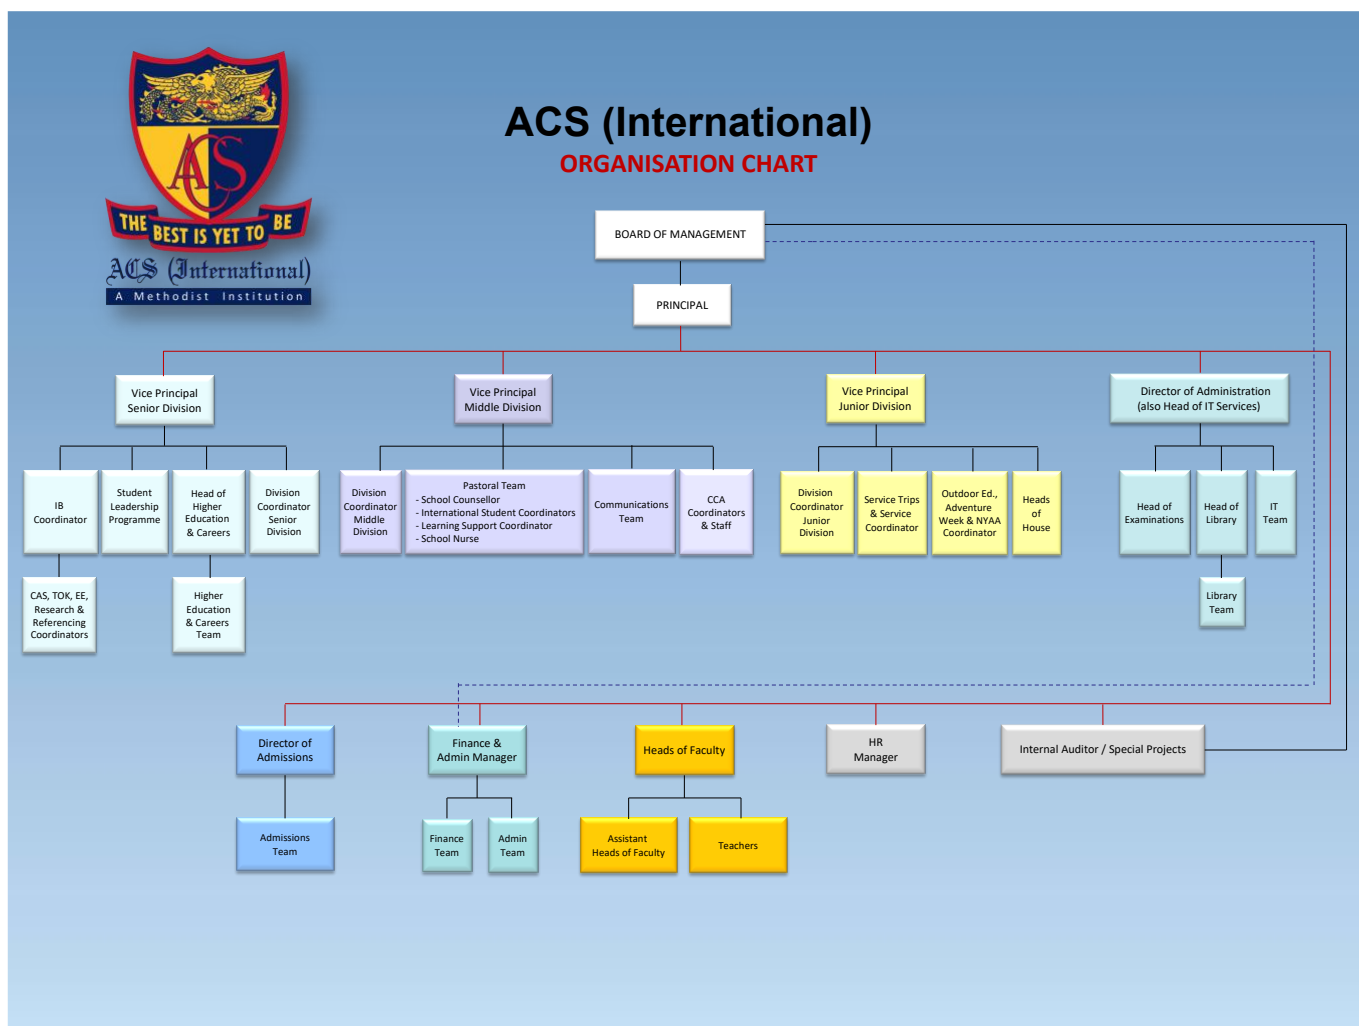 ACS (International)
ORGANISATION CHART
ACS
THE BEST IS YET TO BE
ACS (International)
A Methodist Institution
BOARD OF MANAGEMENT
PRINCIPAL
Vice Principal
Senior Division
Vice Principal
Middle Division
Vice Principal
Junior Division
Director of Administration
(also Head of IT Services)
IB
Coordinator
Student
Leadership
Programme
Head of
Higher
Education
& Careers
Division
Coordinator
Senior
Division
Division
Coordinator
Middle
Division
Pastoral Team
- School Counsellor
- International Student Coordinators
- Learning Support Coordinator
- School Nurse
Communications
Team
CCA
Coordinators
& Staff
Division
Coordinator
Junior
Division
Service Trips
& Service
Coordinator
Outdoor Ed.,
Adventure
Week & NYAA
Coordinator
Heads
of
House
Head of
Examinations
Head of
Library
IT
Team
CAS, TOK, EE,
Research &
Referencing
Coordinators
Higher
Education
& Careers
Team
Library
Team
Director of
Admissions
Finance &
Admin Manager
Heads of Faculty
HR
Manager
Internal Auditor / Special Projects
Admissions
Team
Finance
Team
Admin
Team
Assistant
Heads of Faculty
Teachers